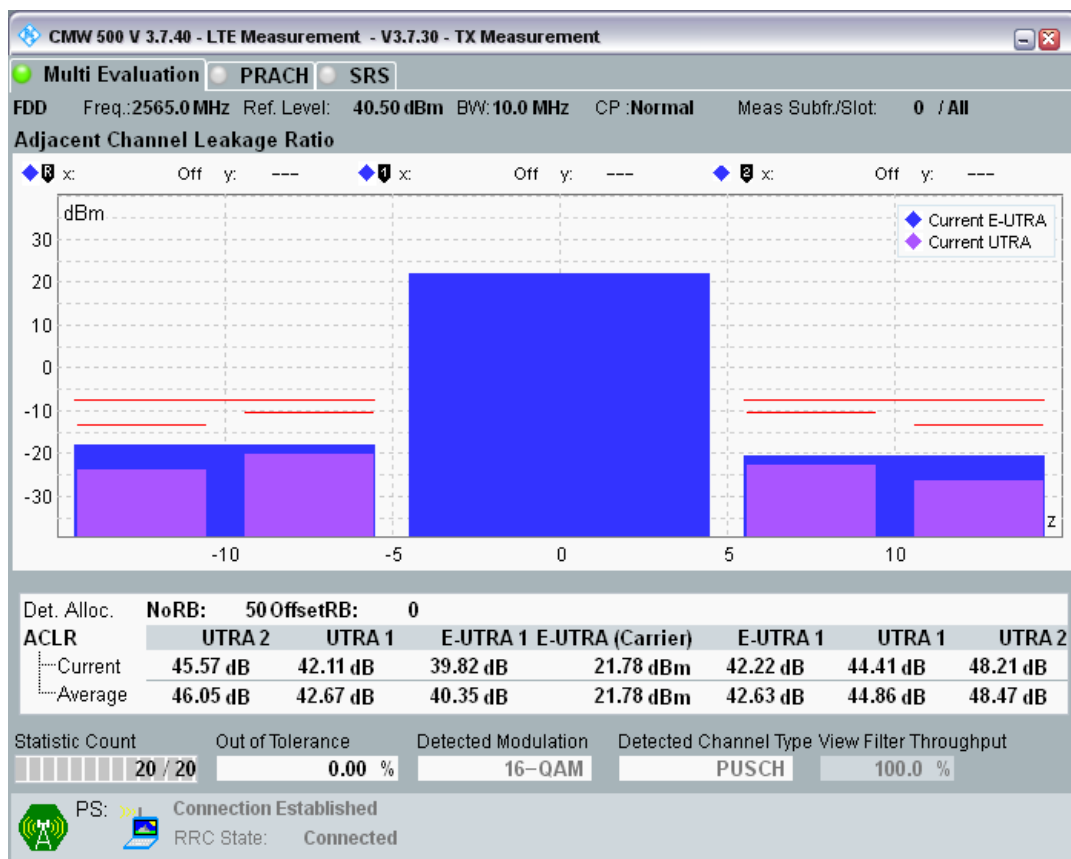 CMW 500 V 3.7.40 - LTE Measurement - V3.7.30 - TX Measurement
Multi Evaluation PRACH SRS
FDD Freq.:2565.0 MHz Ref. Level: 40.50 dBm BW: 10.0 MHz CP :Normal Meas Subfr./Slot: 0 / All
Adjacent Channel Leakage Ratio
R x: Off y: --- 1 x: Off y: --- 2 x: Off y: ---
dBm
Current E-UTRA
Current UTRA
30
20
10
0
-10
-20
-30
z
-10 -5 0 5 10
Det. Alloc. NoRB: 50 OffsetRB: 0
ACLR UTRA 2 UTRA 1 E-UTRA 1 E-UTRA (Carrier) E-UTRA 1 UTRA 1 UTRA 2
Current 45.57 dB 42.11 dB 39.82 dB 21.78 dBm 42.22 dB 44.41 dB 48.21 dB
Average 46.05 dB 42.67 dB 40.35 dB 21.78 dBm 42.63 dB 44.86 dB 48.47 dB
Statistic Count Out of Tolerance Detected Modulation Detected Channel Type View Filter Throughput
20 / 20 0.00 % 16-QAM PUSCH 100.0 %
PS: Connection Established
RRC State: Connected